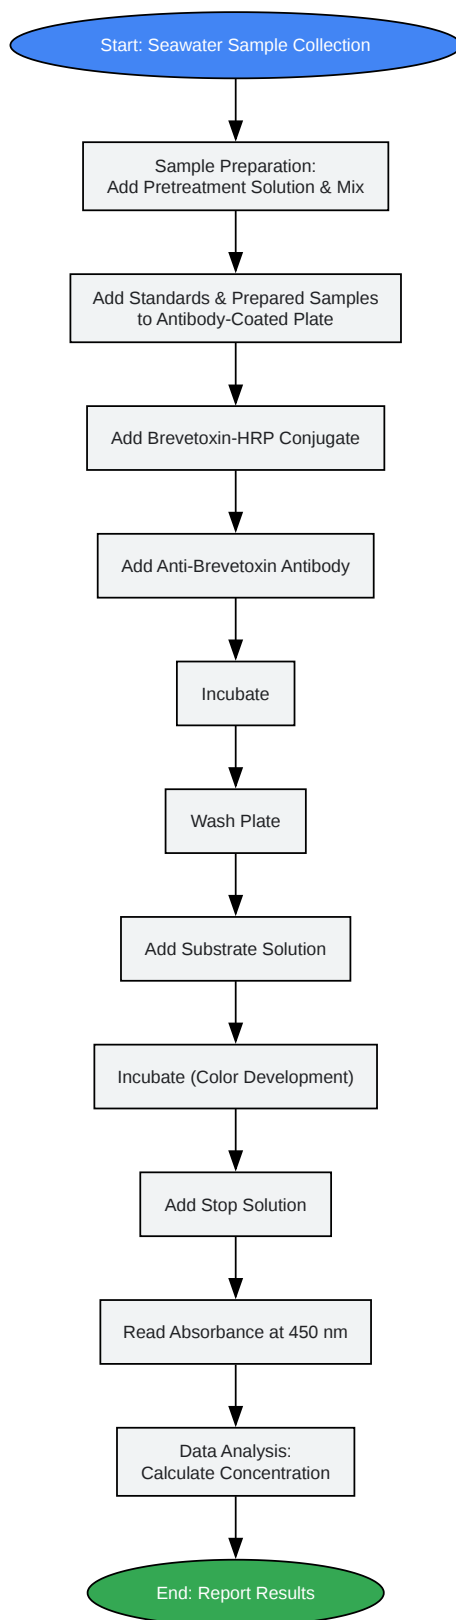 Start: Seawater Sample Collection
Sample Preparation:
Add Pretreatment Solution & Mix
Add Standards & Prepared Samples
to Antibody-Coated Plate
Add Brevetoxin-HRP Conjugate
Add Anti-Brevetoxin Antibody
Incubate
Wash Plate
Add Substrate Solution
Incubate (Color Development)
Add Stop Solution
Read Absorbance at 450 nm
Data Analysis:
Calculate Concentration
End: Report Results